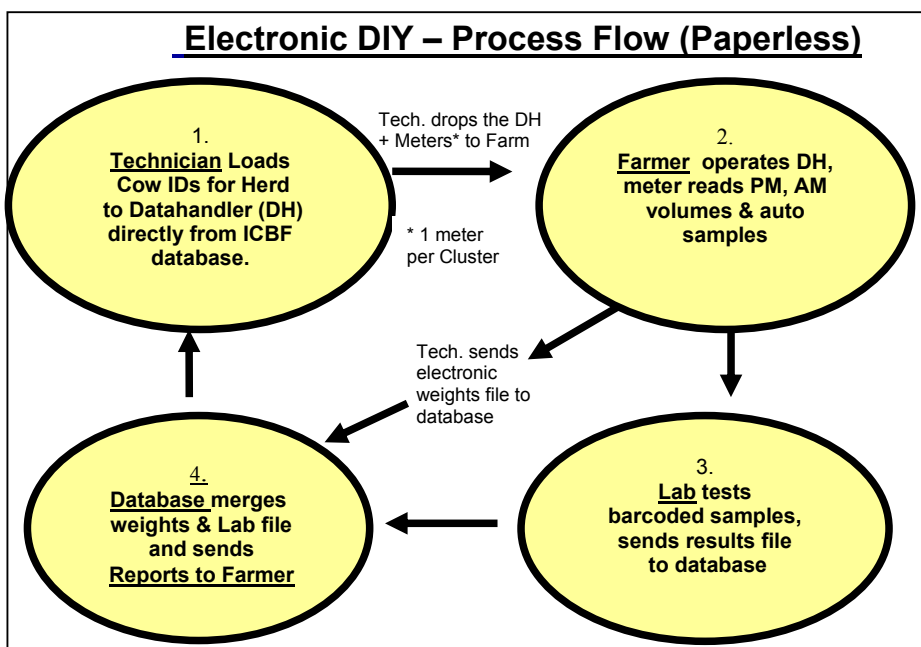 Electronic DIY – Process Flow (Paperless)
1.
Technician Loads
Cow IDs for Herd
to Datahandler (DH)
directly from ICBF
database.
Tech. drops the DH
+ Meters* to Farm
* 1 meter
per Cluster
2.
Farmer operates DH,
meter reads PM, AM
volumes & auto
samples
Tech. sends
electronic
weights file to
database
3.
Lab tests
barcoded samples,
sends results file
to database
4.
Database merges
weights & Lab file
and sends
Reports to Farmer